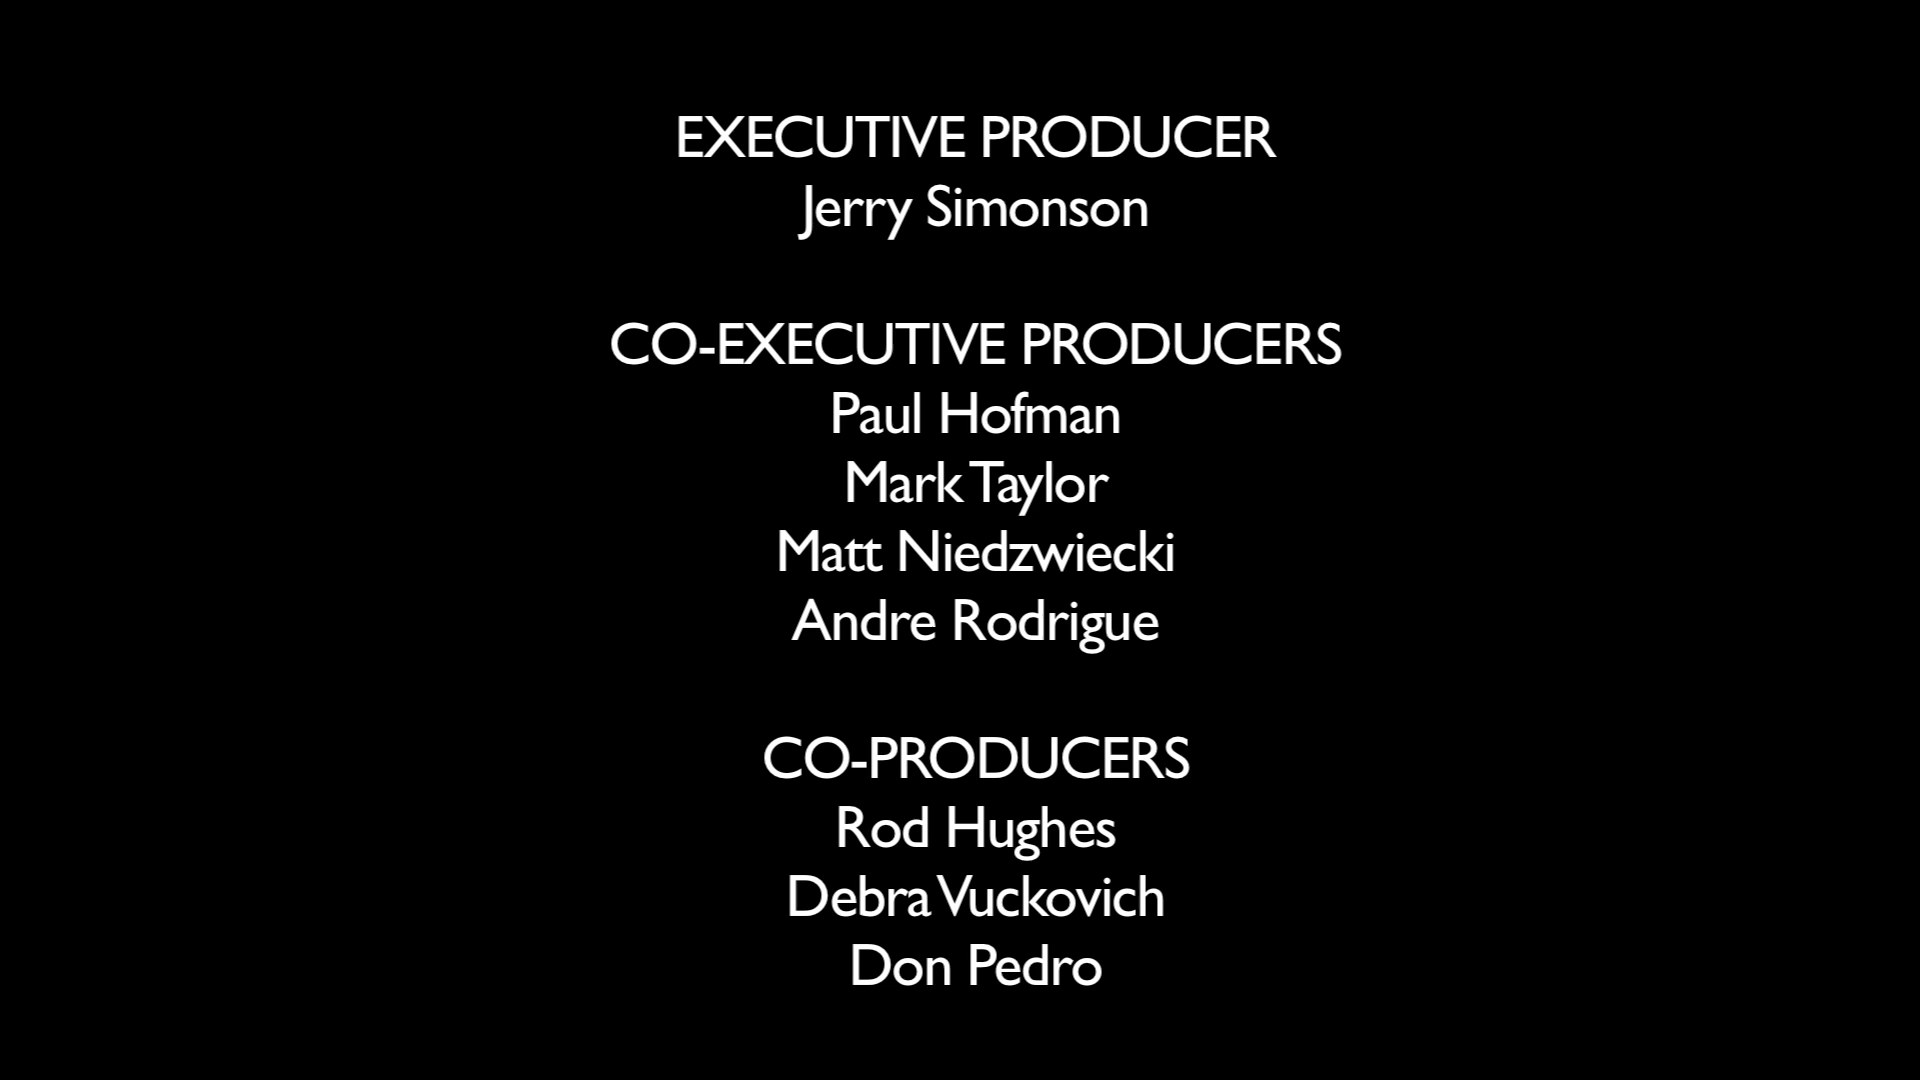 EXECUTIVE PRODUCER
Jerry Simonson
CO-EXECUTIVE PRODUCERS
Paul Hofman
Mark Taylor
Matt Niedzwiecki
Andre Rodrigue
CO-PRODUCERS
Rod Hughes
Debra Vuckovich
Don Pedro